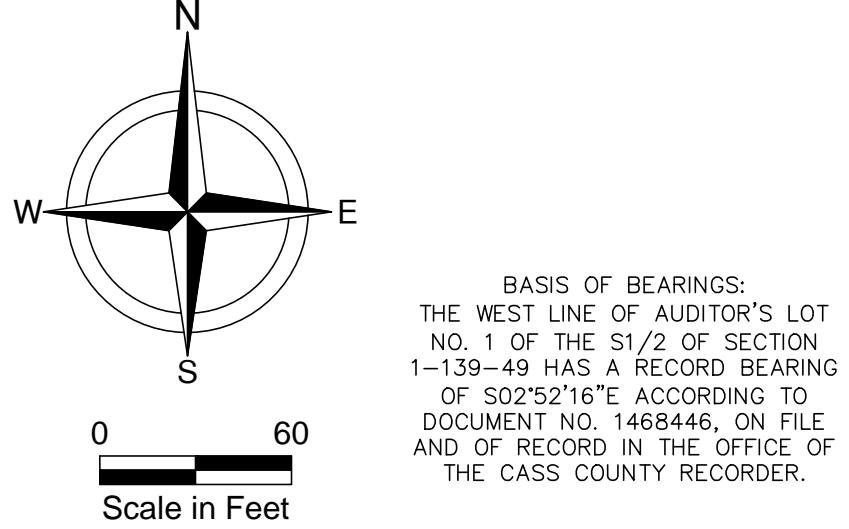 N
W E
S
0 60
Scale in Feet
BASIS OF BEARINGS:
THE WEST LINE OF AUDITOR'S LOT
NO. 1 OF THE S1/2 OF SECTION
1-139-49 HAS A RECORD BEARING
OF S02°52'16"E ACCORDING TO
DOCUMENT NO. 1468446, ON FILE
AND OF RECORD IN THE OFFICE OF
THE CASS COUNTY RECORDER.